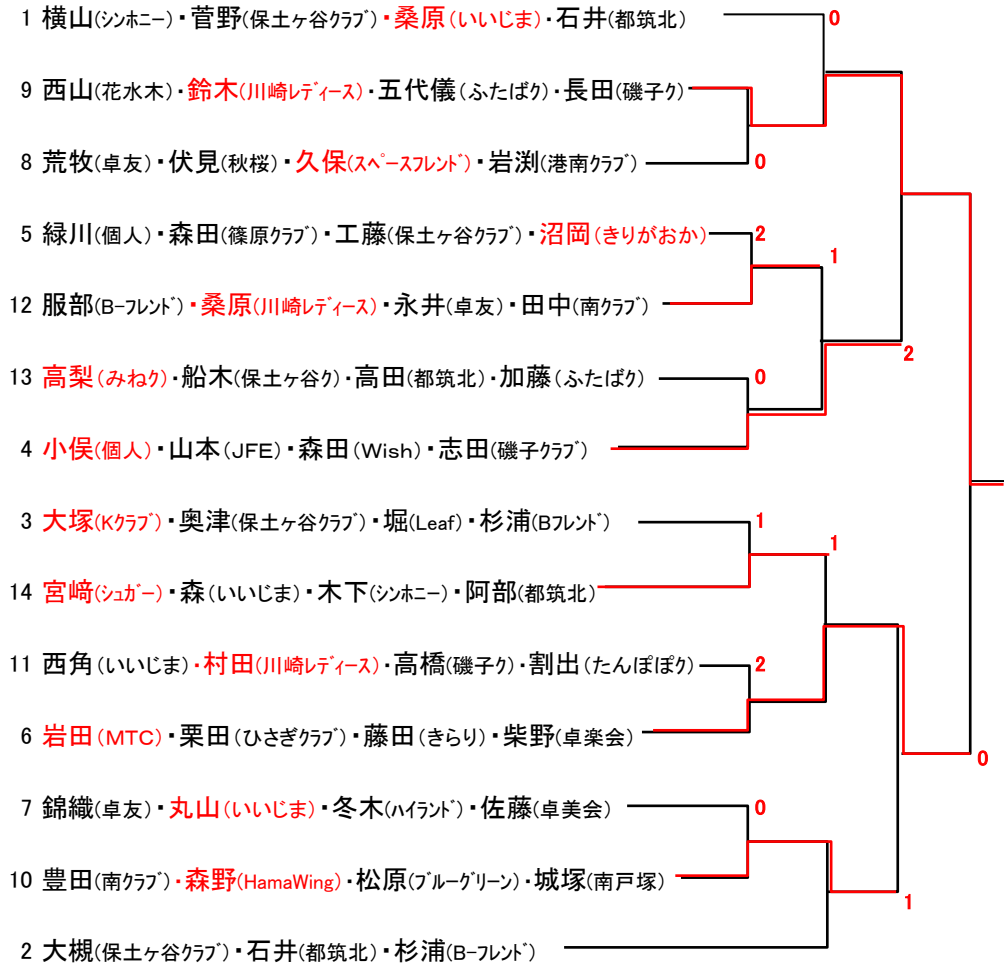 1 横山(シンホニー)・菅野(保土ヶ谷クラブ)・桑原(いいじま)・石井(都筑北) 0
9 西山(花水木)・鈴木(川崎レディース)・五代儀(ふたばク)・長田(磯子ク)
8 荒牧(卓友)・伏見(秋桜)・久保(スペースフレンド)・岩渕(港南クラブ) 0
5 緑川(個人)・森田(篠原クラブ)・工藤(保土ヶ谷クラブ)・沼岡(きりがおか) 2
1
12 服部(B-フレンド)・桑原(川崎レディース)・永井(卓友)・田中(南クラブ)
2
13 高梨(みねク)・船木(保土ヶ谷ク)・高田(都筑北)・加藤(ふたばク) 0
4 小俣(個人)・山本(JFE)・森田(Wish)・志田(磯子クラブ)
3 大塚(Kクラブ)・奥津(保土ヶ谷クラブ)・堀(Leaf)・杉浦(Bフレンド) 1
1
14 宮﨑(シュガー)・森(いいじま)・木下(シンホニー)・阿部(都筑北)
11 西角(いいじま)・村田(川崎レディース)・高橋(磯子ク)・割出(たんぽぽク) 2
6 岩田(MTC)・栗田(ひさぎクラブ)・藤田(きらり)・柴野(卓楽会)
0
7 錦織(卓友)・丸山(いいじま)・冬木(ハイランド)・佐藤(卓美会) 0
10 豊田(南クラブ)・森野(HamaWing)・松原(ブルーグリーン)・城塚(南戸塚)
1
2 大槻(保土ヶ谷クラブ)・石井(都筑北)・杉浦(B-フレンド)